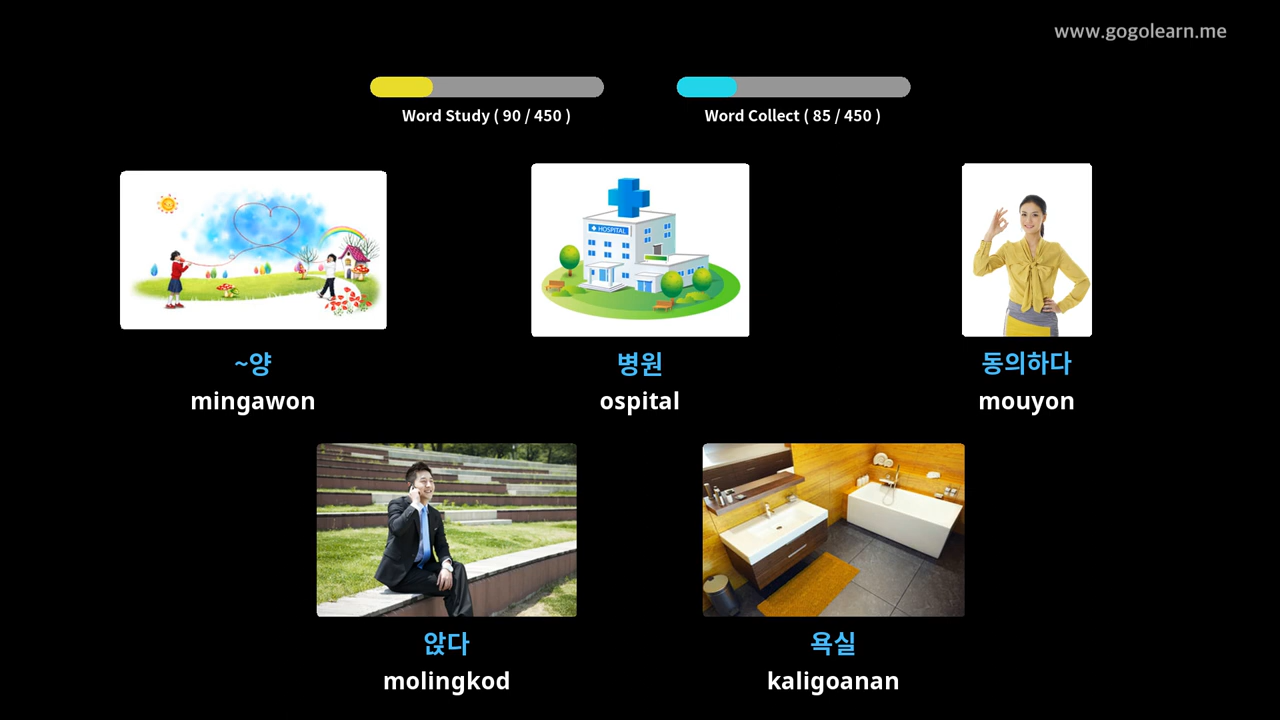 www.gogolearn.me
Word Study ( 90 / 450 )
Word Collect ( 85 / 450 )
HOSPITAL
~양
mingawon
병원
ospital
동의하다
mouyon
앉다
molingkod
욕실
kaligoanan